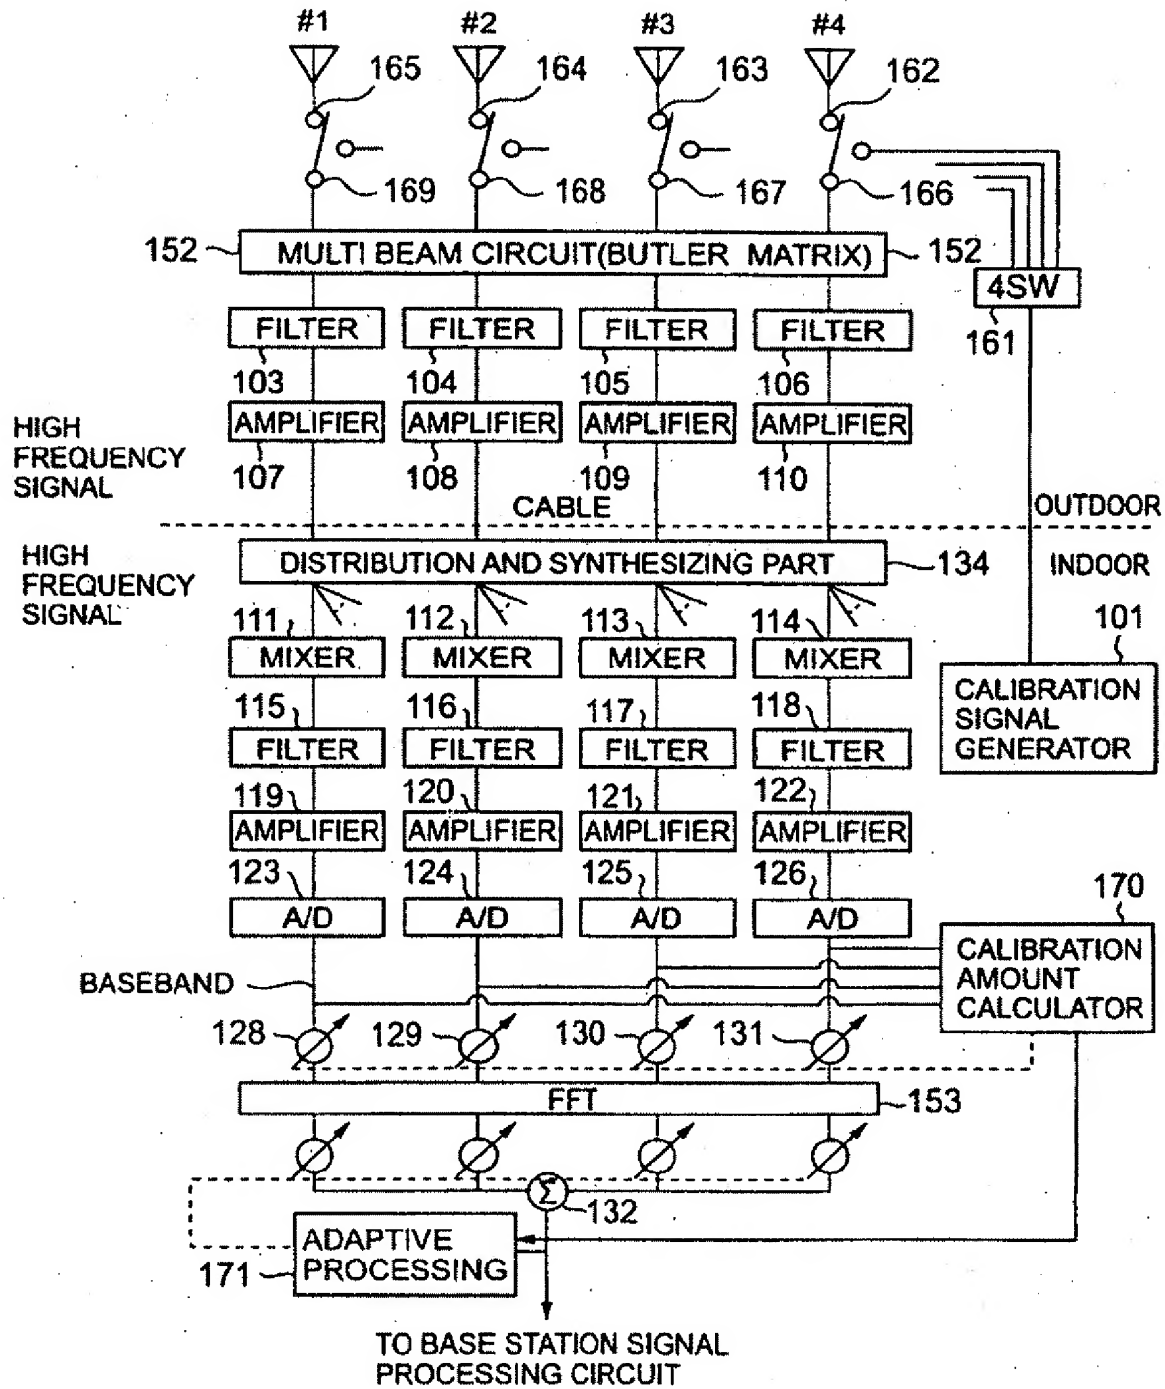 #1 #2 #3 #4
165 164 163 162
169 168 167 166
152 MULTI BEAM CIRCUIT(BUTLER MATRIX) 152
4SW
161
FILTER FILTER FILTER FILTER
103 104 105 106
AMPLIFIER AMPLIFIER AMPLIFIER AMPLIFIER
107 108 109 110
HIGH
FREQUENCY
SIGNAL
CABLE
OUTDOOR
HIGH
FREQUENCY
SIGNAL
DISTRIBUTION AND SYNTHESIZING PART 134
INDOOR
111 112 113 114
MIXER MIXER MIXER MIXER
101
CALIBRATION
SIGNAL
GENERATOR
115 116 117 118
FILTER FILTER FILTER FILTER
119 120 121 122
AMPLIFIER AMPLIFIER AMPLIFIER AMPLIFIER
123 124 125 126
A/D A/D A/D A/D
170
CALIBRATION
AMOUNT
CALCULATOR
BASEBAND
128 129 130 131
FFT 153
Σ
132
ADAPTIVE
PROCESSING
171
TO BASE STATION SIGNAL
PROCESSING CIRCUIT